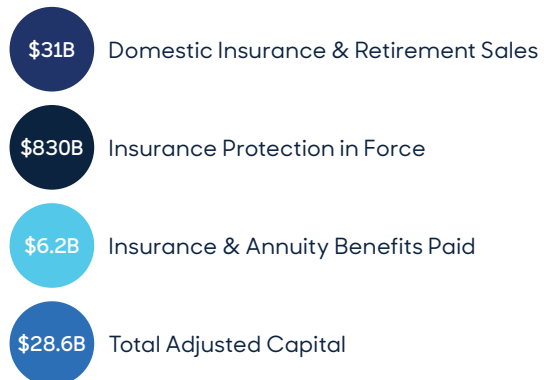 $31B Domestic Insurance & Retirement Sales
$830B Insurance Protection in Force
$6.2B Insurance & Annuity Benefits Paid
$28.6B Total Adjusted Capital